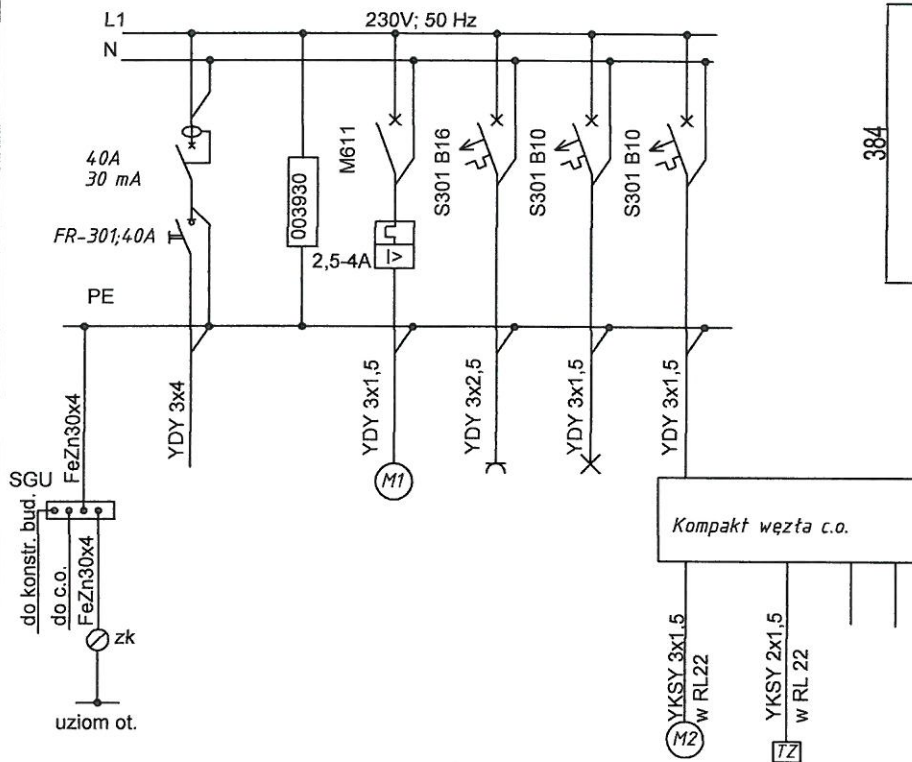 L1
230V; 50 Hz
N
40A
30 mA
FR-301;40A
003930
M611
2,5-4A
S301 B16
S301 B10
S301 B10
384
PE
FeZn30x4
YDY 3x4
YDY 3x1,5
YDY 3x2,5
YDY 3x1,5
YDY 3x1,5
M1
SGU
do konstr. bud.
do c.o.
FeZn30x4
zk
uziom ot.
Kompakt węzła c.o.
YKSY 3x1,5
w RL22
YKSY 2x1,5
w RL 22
M2
TZ